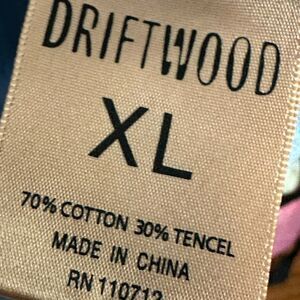 DRIFTWOOD
XL
70% COTTON 30% TENCEL
MADE IN CHINA
RN 110712